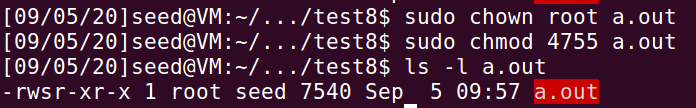 [09/05/20]seed@VM:~/.../test8$ sudo chown root a.out
[09/05/20]seed@VM:~/.../test8$ sudo chmod 4755 a.out
[09/05/20]seed@VM:~/.../test8$ ls -l a.out
-rwsr-xr-x 1 root seed 7540 Sep  5 09:57 a.out